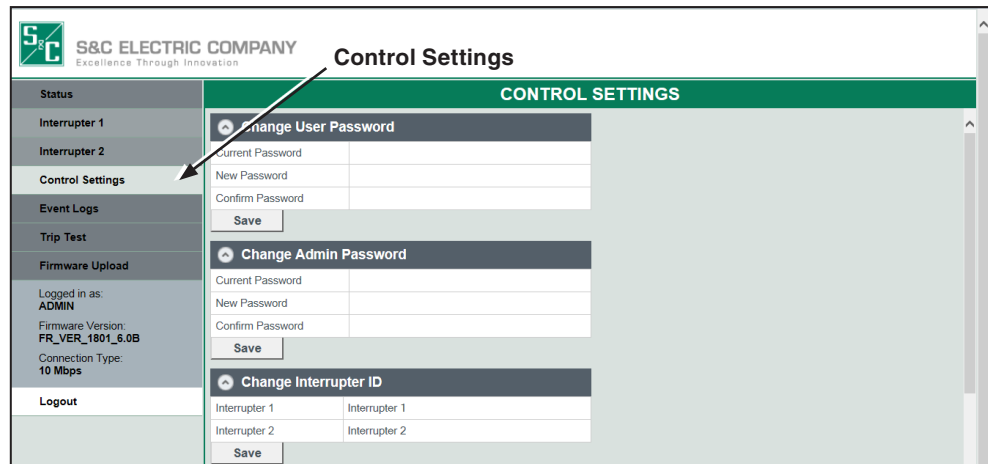 S&C
S&C ELECTRIC COMPANY
Excellence Through Innovation
Control Settings
Status
Interrupter 1
Interrupter 2
Control Settings
Event Logs
Trip Test
Firmware Upload
Logged in as:
ADMIN
Firmware Version:
FR_VER_1801_6.0B
Connection Type:
10 Mbps
Logout
CONTROL SETTINGS
Change User Password
Current Password
New Password
Confirm Password
Save
Change Admin Password
Current Password
New Password
Confirm Password
Save
Change Interrupter ID
Interrupter 1 Interrupter 1
Interrupter 2 Interrupter 2
Save